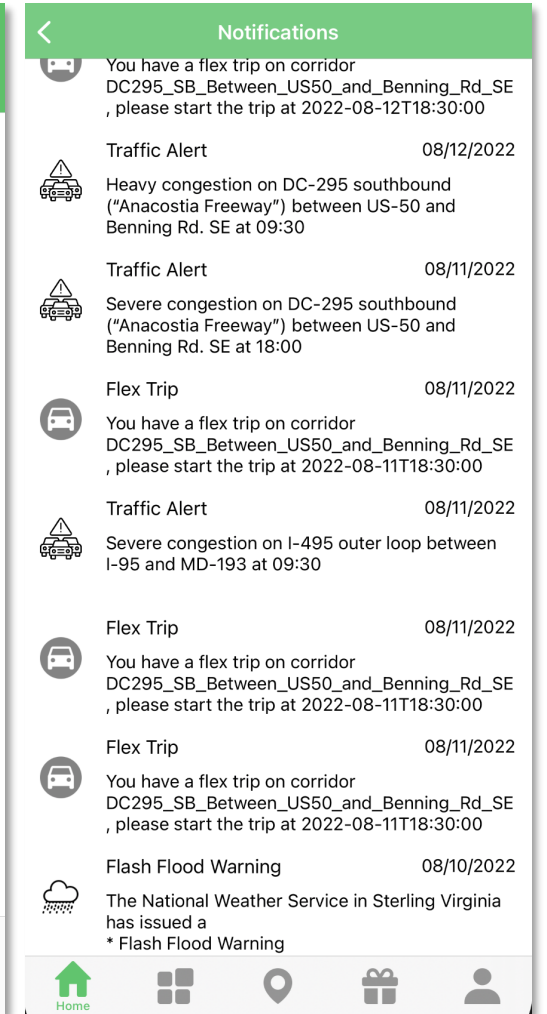 Notifications
You have a flex trip on corridor
DC295_SB_Between_US50_and_Benning_Rd_SE
, please start the trip at 2022-08-12T18:30:00
Traffic Alert 08/12/2022
Heavy congestion on DC-295 southbound
(“Anacostia Freeway”) between US-50 and
Benning Rd. SE at 09:30
Traffic Alert 08/11/2022
Severe congestion on DC-295 southbound
(“Anacostia Freeway”) between US-50 and
Benning Rd. SE at 18:00
Flex Trip 08/11/2022
You have a flex trip on corridor
DC295_SB_Between_US50_and_Benning_Rd_SE
, please start the trip at 2022-08-11T18:30:00
Traffic Alert 08/11/2022
Severe congestion on I-495 outer loop between
I-95 and MD-193 at 09:30
Flex Trip 08/11/2022
You have a flex trip on corridor
DC295_SB_Between_US50_and_Benning_Rd_SE
, please start the trip at 2022-08-11T18:30:00
Flex Trip 08/11/2022
You have a flex trip on corridor
DC295_SB_Between_US50_and_Benning_Rd_SE
, please start the trip at 2022-08-11T18:30:00
Flash Flood Warning 08/10/2022
The National Weather Service in Sterling Virginia
has issued a
* Flash Flood Warning
Home